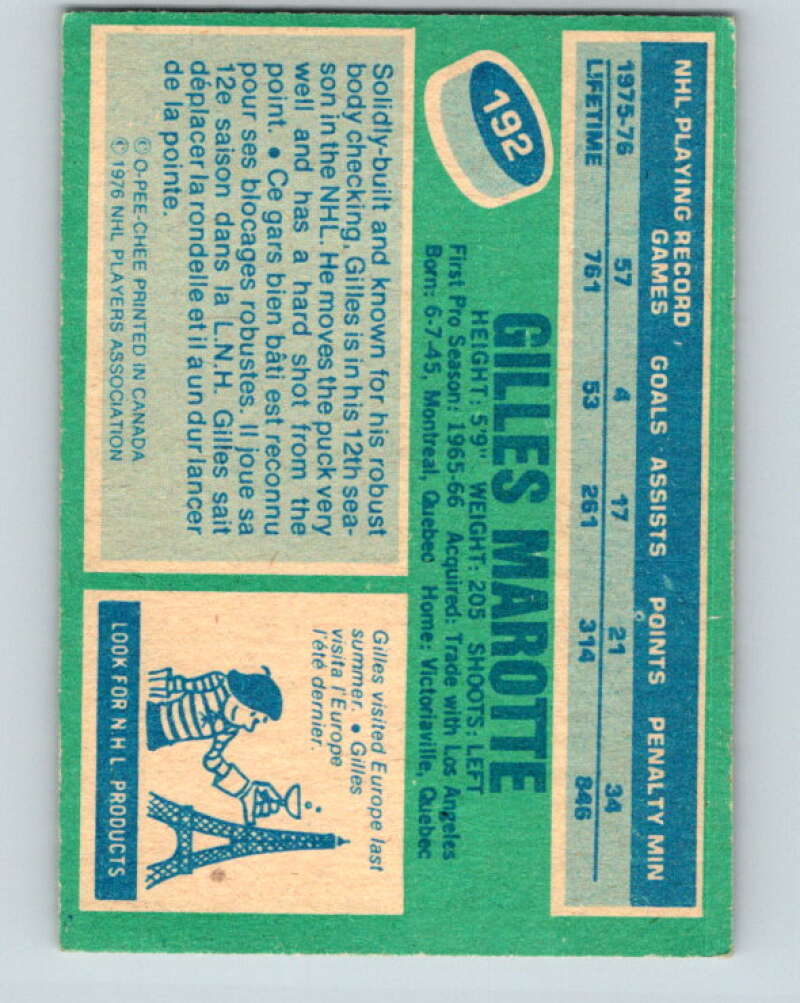 NHL PLAYING RECORD
GAMES GOALS ASSISTS POINTS PENALTY MIN
1975-76 57 4 17 21 34
LIFETIME 761 53 261 314 846
192
GILLES MAROTTE
HEIGHT: 5'9" WEIGHT: 205 SHOOTS: LEFT
First Pro Season: 1965-66 Acquired: Trade with Los Angeles
Born: 6-7-45, Montreal, Quebec Home: Victoriaville, Quebec
Solidly-built and known for his robust
body checking, Gilles is in his 12th sea-
son in the NHL. He moves the puck very
well and has a hard shot from the
point. • Ce gars bien bâti est reconnu
pour ses blocages robustes. Il joue sa
12e saison dans la L.N.H. Gilles sait
déplacer la rondelle et il a un dur lancer
de la pointe.
© O-PEE-CHEE PRINTED IN CANADA
© 1976 NHL PLAYERS ASSOCIATION
Gilles visited Europe last
summer. • Gilles
visita l'Europe
l'été dernier.
LOOK FOR N.H.L. PRODUCTS